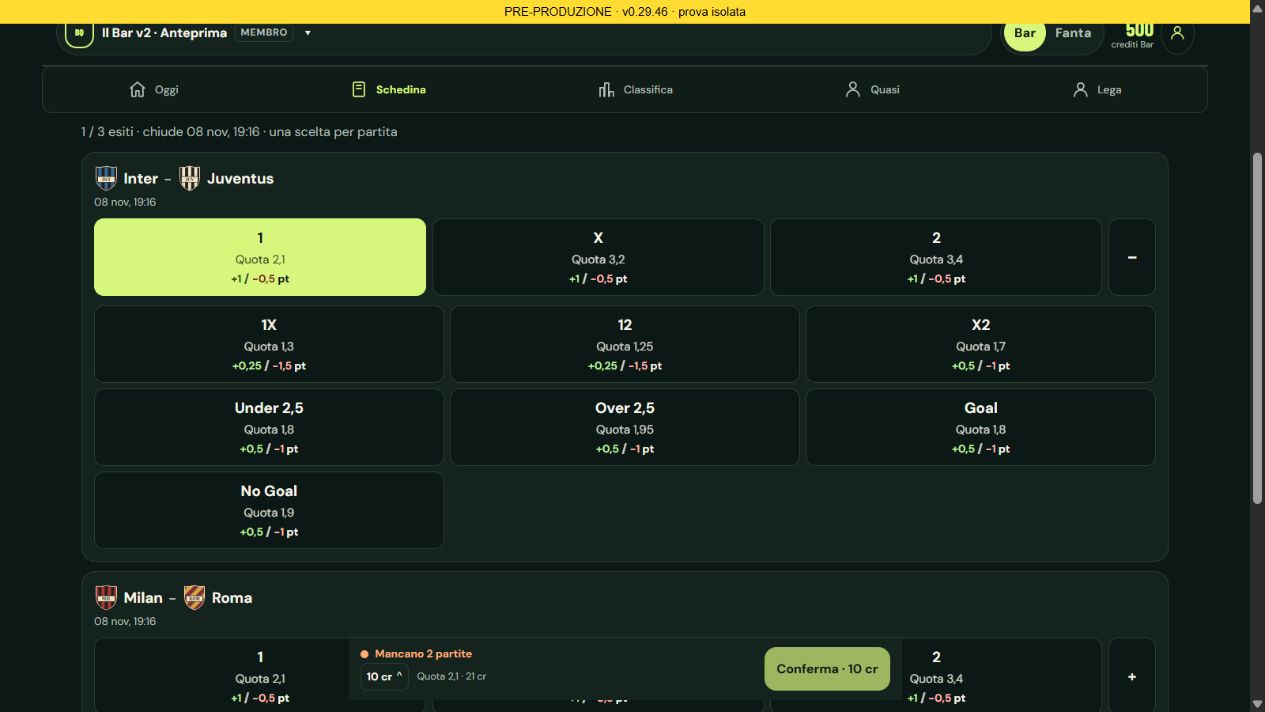 PRE-PRODUZIONE · v0.29.46 · prova isolata
BQ Il Bar v2 · Anteprima MEMBRO ▼
Bar Fanta 500 crediti Bar
Oggi Schedina Classifica Quasi Lega
1 / 3 esiti · chiude 08 nov, 19:16 · una scelta per partita
Inter – Juventus
08 nov, 19:16
1 X 2
Quota 2,1 Quota 3,2 Quota 3,4 −
+1 / −0,5 pt +1 / −0,5 pt +1 / −0,5 pt
1X 12 X2
Quota 1,3 Quota 1,25 Quota 1,7
+0,25 / −1,5 pt +0,25 / −1,5 pt +0,5 / −1 pt
Under 2,5 Over 2,5 Goal
Quota 1,8 Quota 1,95 Quota 1,8
+0,5 / −1 pt +0,5 / −1 pt +0,5 / −1 pt
No Goal
Quota 1,9
+0,5 / −1 pt
Milan – Roma
08 nov, 19:16
1 Mancano 2 partite 2
Quota 2,1 10 cr ^ Quota 2,1 · 21 cr Conferma · 10 cr Quota 3,4 +
+1 / −0,5 pt +1 / −0,5 pt